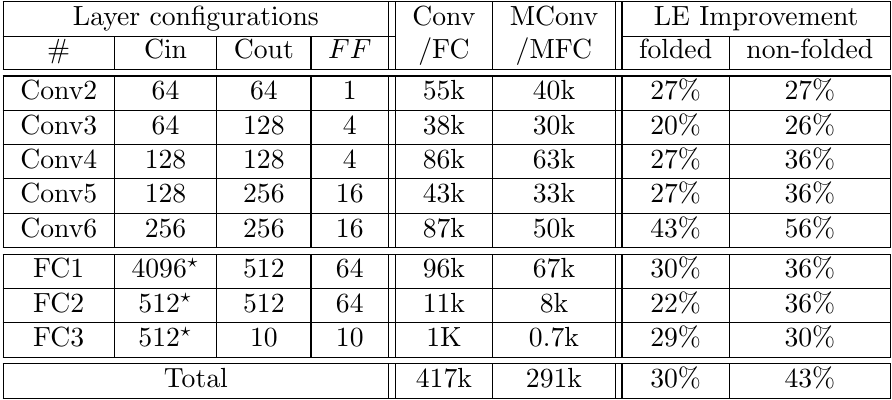 Layer configurations Conv MConv LE Improvement
# Cin Cout FF /FC /MFC folded non-folded
Conv2 64 64 1 55k 40k 27% 27%
Conv3 64 128 4 38k 30k 20% 26%
Conv4 128 128 4 86k 63k 27% 36%
Conv5 128 256 16 43k 33k 27% 36%
Conv6 256 256 16 87k 50k 43% 56%
FC1 4096⋆ 512 64 96k 67k 30% 36%
FC2 512⋆ 512 64 11k 8k 22% 36%
FC3 512⋆ 10 10 1K 0.7k 29% 30%
Total 417k 291k 30% 43%